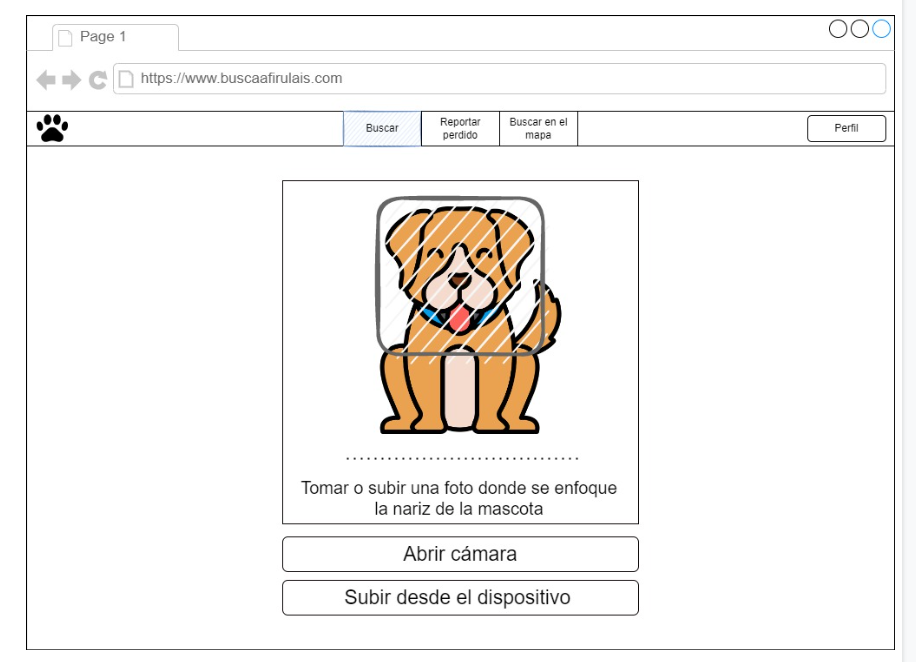 Page 1
https://www.buscaafirulais.com
Buscar
Reportar
perdido
Buscar en el
mapa
Perfil
Tomar o subir una foto donde se enfoque
la nariz de la mascota
Abrir cámara
Subir desde el dispositivo